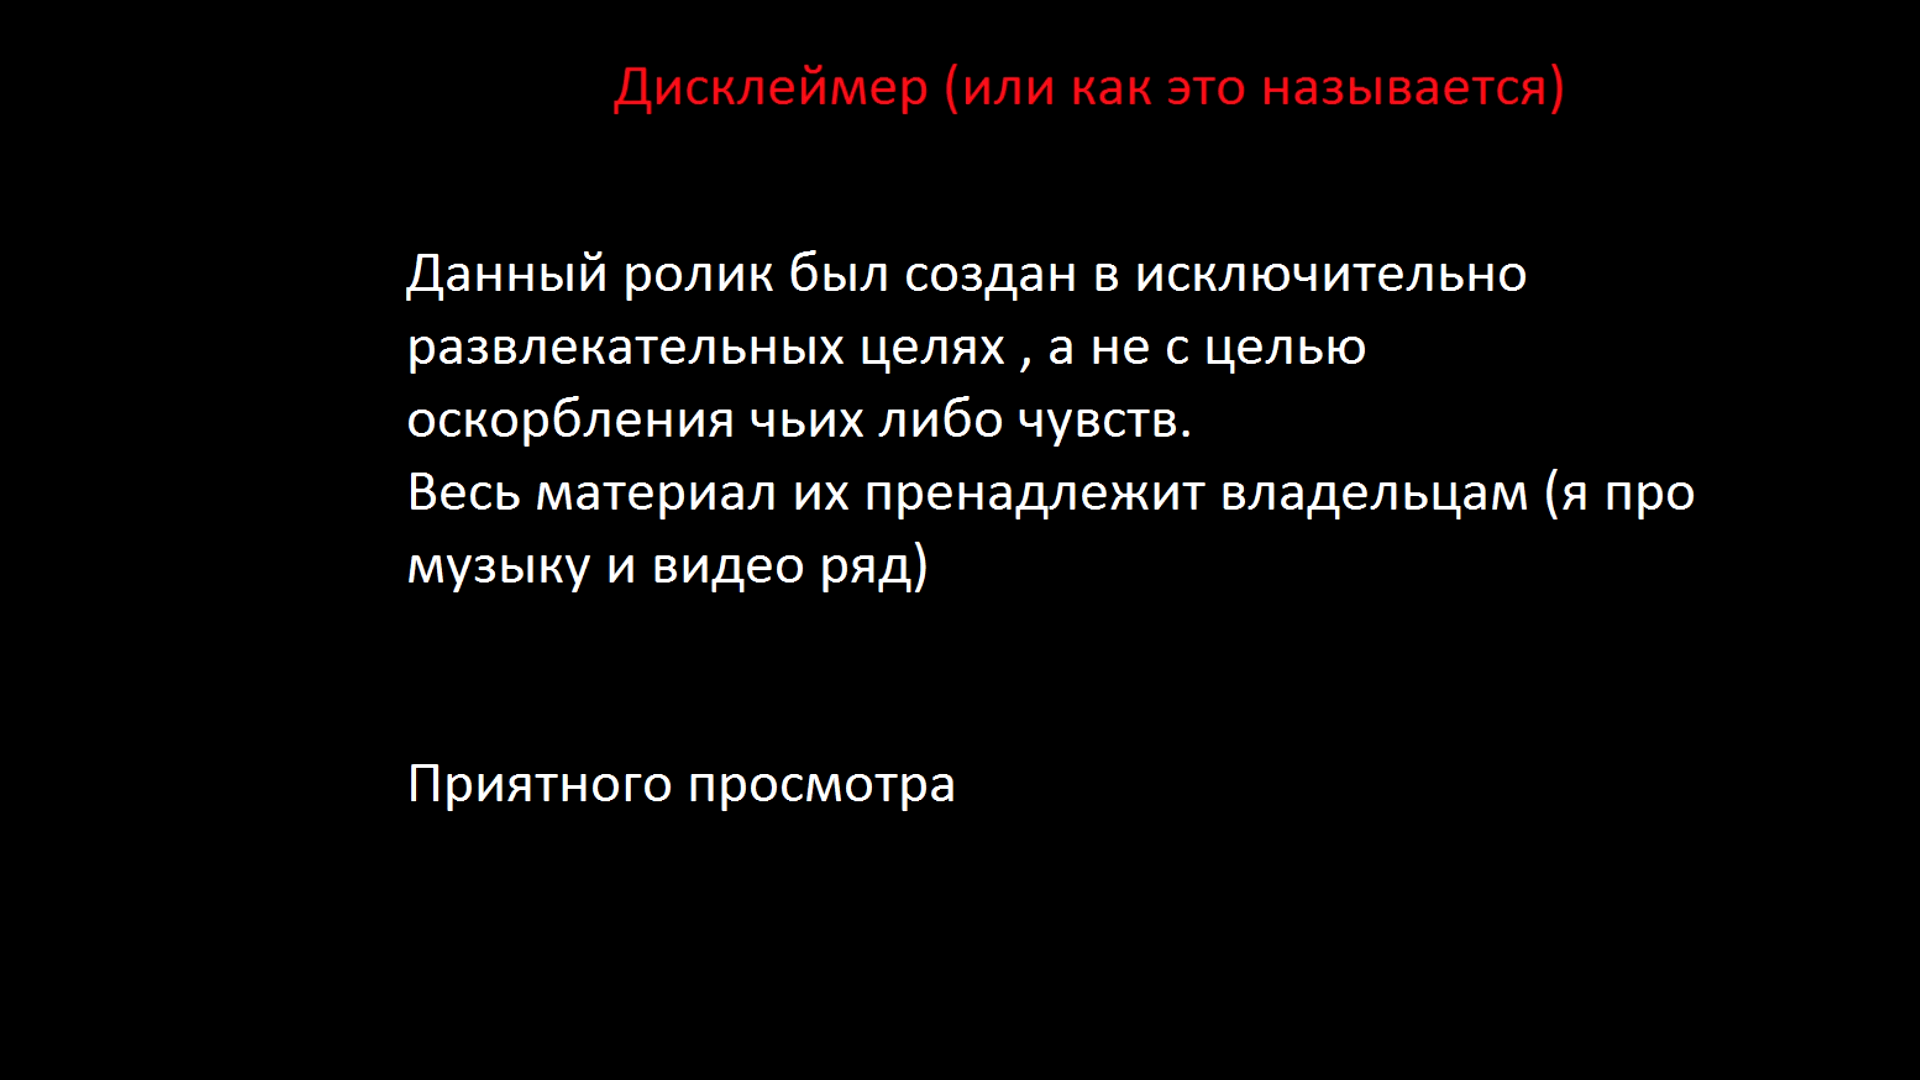 Дисклеймер (или как это называется)
Данный ролик был создан в исключительно
развлекательных целях , а не с целью
оскорбления чьих либо чувств.
Весь материал их пренадлежит владельцам (я про
музыку и видео ряд)
Приятного просмотра